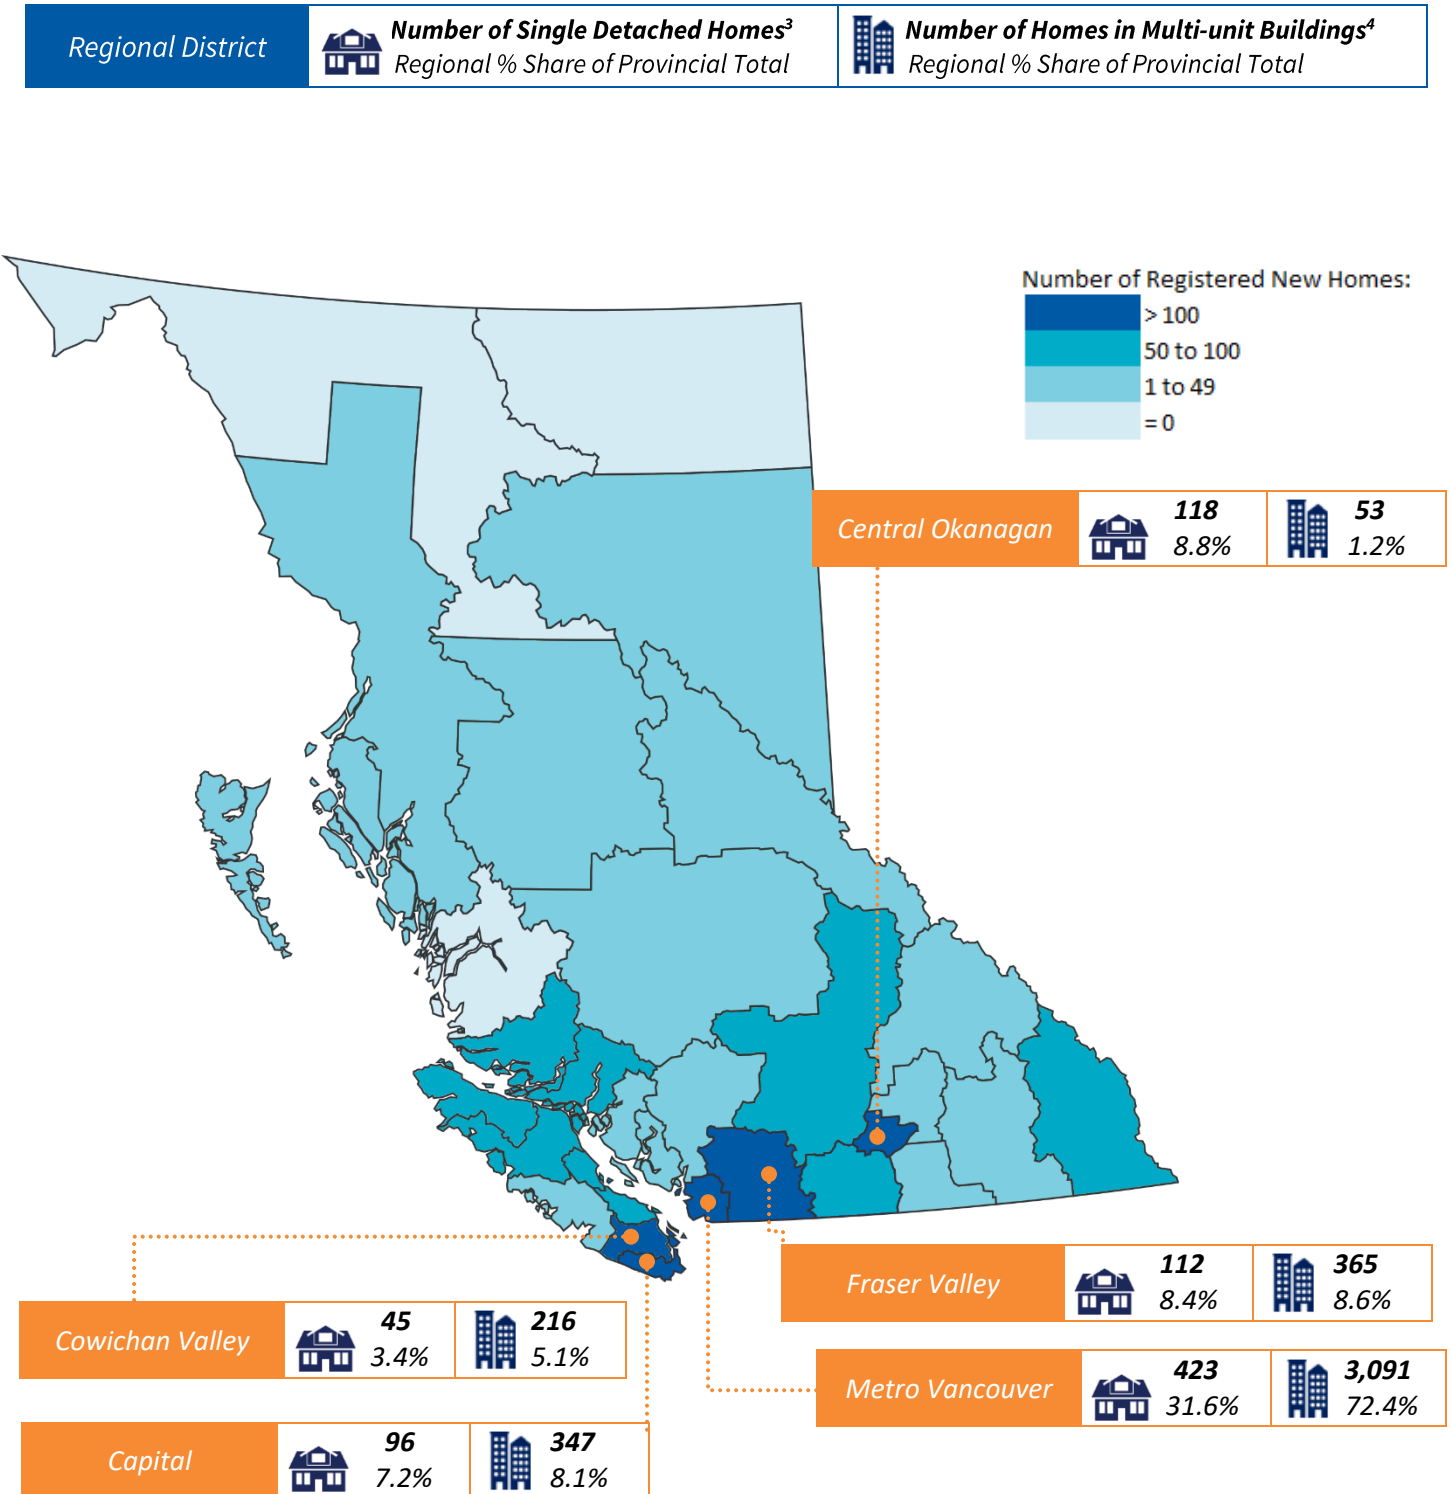 Regional District
Number of Single Detached Homes³
Regional % Share of Provincial Total
Number of Homes in Multi-unit Buildings⁴
Regional % Share of Provincial Total
Number of Registered New Homes:
> 100
50 to 100
1 to 49
= 0
Central Okanagan
118
8.8%
53
1.2%
Fraser Valley
112
8.4%
365
8.6%
Cowichan Valley
45
3.4%
216
5.1%
Metro Vancouver
423
31.6%
3,091
72.4%
Capital
96
7.2%
347
8.1%